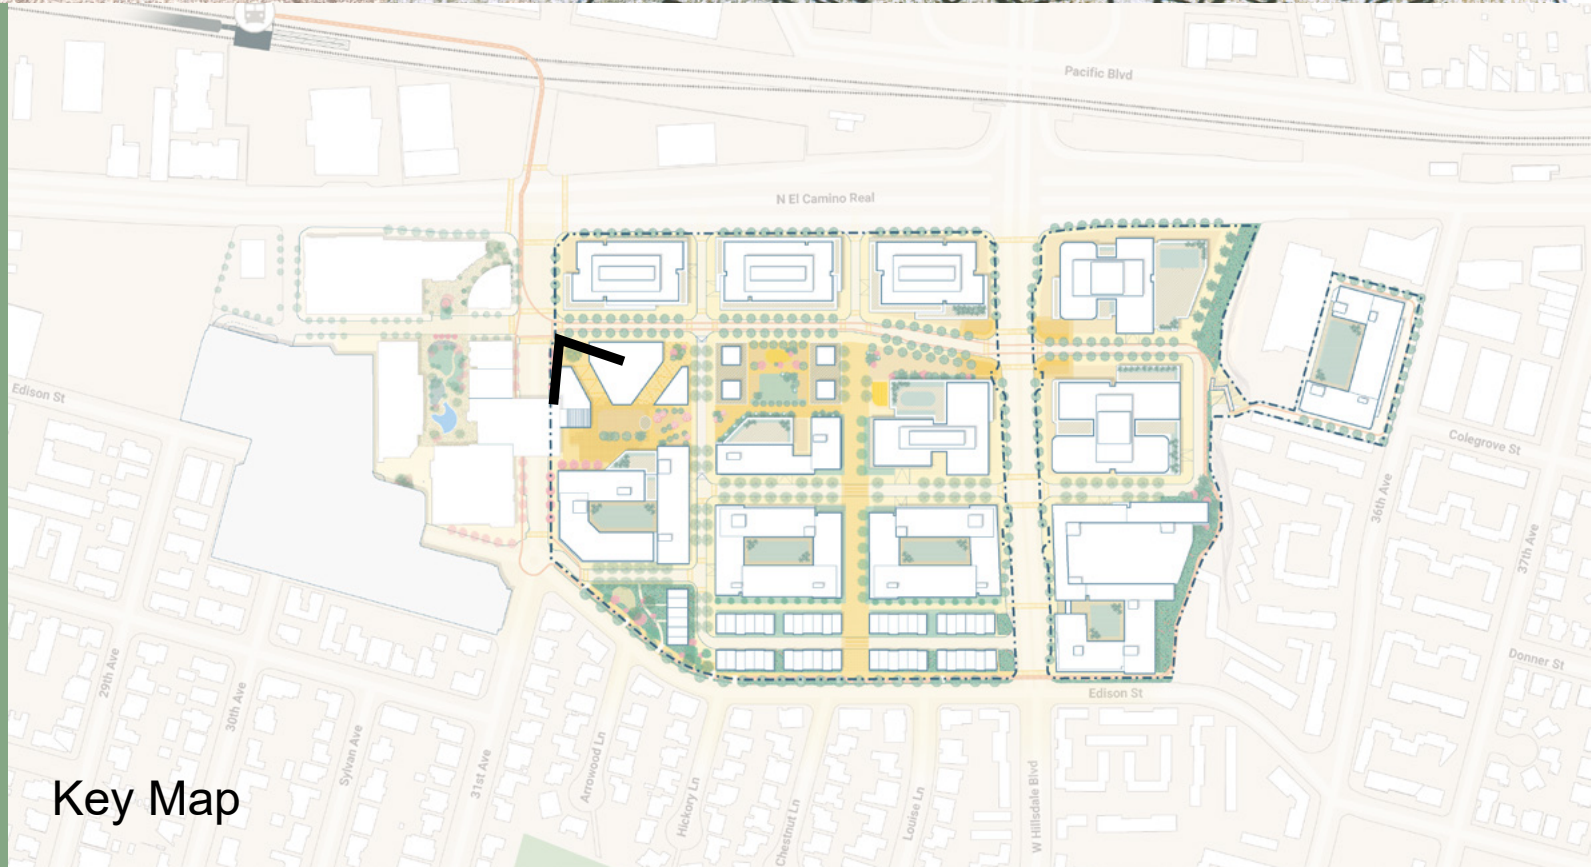 Pacific Blvd
N El Camino Real
Edison St
Colegrove St
36th Ave
37th Ave
Donner St
29th Ave
30th Ave
Sylvan Ave
31st Ave
Arrowood Ln
Hickory Ln
Chestnut Ln
Louise Ln
W Hillsdale Blvd
Edison St
Key Map